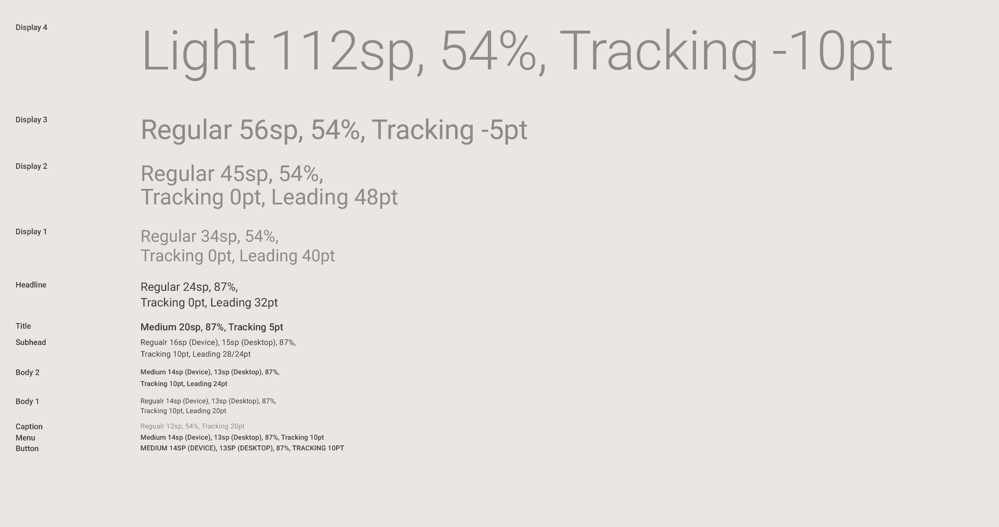 Display 4
Light 112sp, 54%, Tracking -10pt
Display 3
Regular 56sp, 54%, Tracking -5pt
Display 2
Regular 45sp, 54%,
Tracking 0pt, Leading 48pt
Display 1
Regular 34sp, 54%,
Tracking 0pt, Leading 40pt
Headline
Regular 24sp, 87%,
Tracking 0pt, Leading 32pt
Title
Medium 20sp, 87%, Tracking 5pt
Subhead
Regualr 16sp (Device), 15sp (Desktop), 87%,
Tracking 10pt, Leading 28/24pt
Body 2
Medium 14sp (Device), 13sp (Desktop), 87%,
Tracking 10pt, Leading 24pt
Body 1
Regualr 14sp (Device), 13sp (Desktop), 87%,
Tracking 10pt, Leading 20pt
Caption
Regualr 12sp, 54%, Tracking 20pt
Menu
Medium 14sp (Device), 13sp (Desktop), 87%, Tracking 10pt
Button
MEDIUM 14SP (DEVICE), 13SP (DESKTOP), 87%, TRACKING 10PT